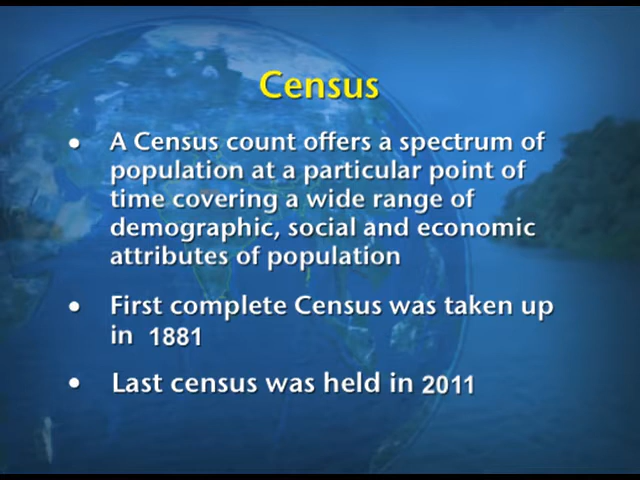 Census
• A Census count offers a spectrum of
population at a particular point of
time covering a wide range of
demographic, social and economic
attributes of population
• First complete Census was taken up
in 1881
• Last census was held in 2011